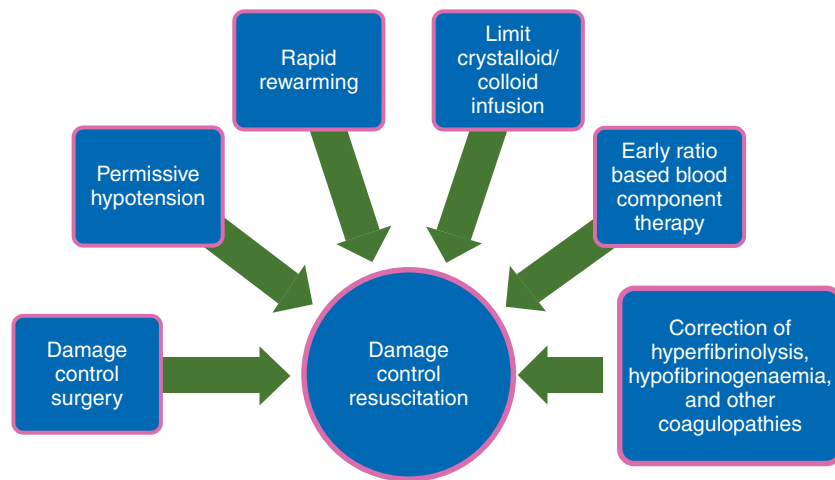 Rapid
rewarming
Limit
crystalloid/
colloid
infusion
Permissive
hypotension
Early ratio
based blood
component
therapy
Damage
control
surgery
Damage
control
resuscitation
Correction of
hyperfibrinolysis,
hypofibrinogenaemia,
and other
coagulopathies